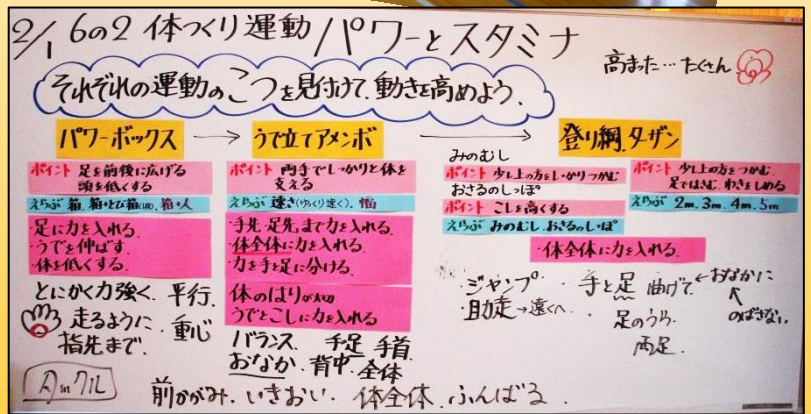 2/1 6の2 体つくり運動 / パワーとスタミナ
高まった…たくさん
それぞれの運動のこつを見付けて、動きを高めよう。
パワーボックス → うで立てアメンボ → 登り綱、ターザン
ポイント 足を前後に広げる
頭を低くする
えらぶ 箱、箱+とび箱(1段)、箱+人
・足に力を入れる。
・うでを伸ばす
・体を低くする。
とにかく力強く、平行、
走るように・重心
指先まで、
ポイント 両手でしっかりと体を
支える
えらぶ 速さ(ゆっくり速く)、幅
・手先、足先まで力を入れる。
・体全体に力を入れる。
・力を手と足に分ける。
体のはりが大切
うでとこしに力を入れる
バランス 手足 手首
おなか、背中、全体
みのむし
ポイント 少し上の方をしっかりつかむ
おさるのしっぽ
ポイント こしを高くする
えらぶ みのむし、おさるのしっぽ
ポイント 少し上の方をつかむ
足ではさむ、わきをしめる
えらぶ 2m、3m、4m、5m
・体全体に力を入れる。
・ジャンプ
・助走→遠くへ
・手と足 曲げて←おなかに
のばさない
・足のうら
両足
前かがみ、いきおい、体全体、ふんばる